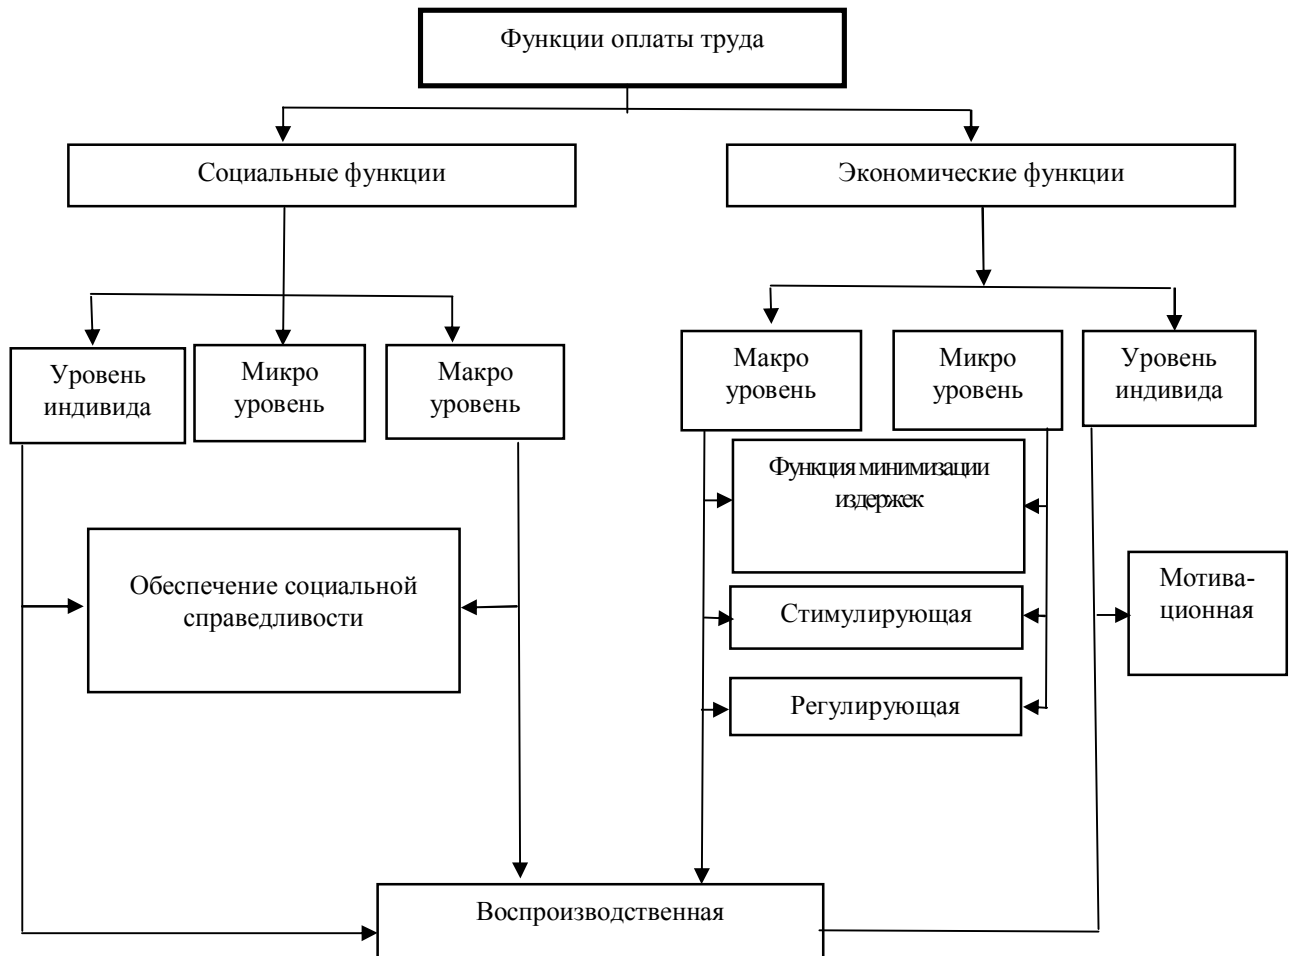 Функции оплаты труда
Социальные функции
Экономические функции
Уровень
индивида
Микро
уровень
Макро
уровень
Макро
уровень
Микро
уровень
Уровень
индивида
Функция минимизации
издержек
Обеспечение социальной
справедливости
Стимулирующая
Мотива-
ционная
Регулирующая
Воспроизводственная